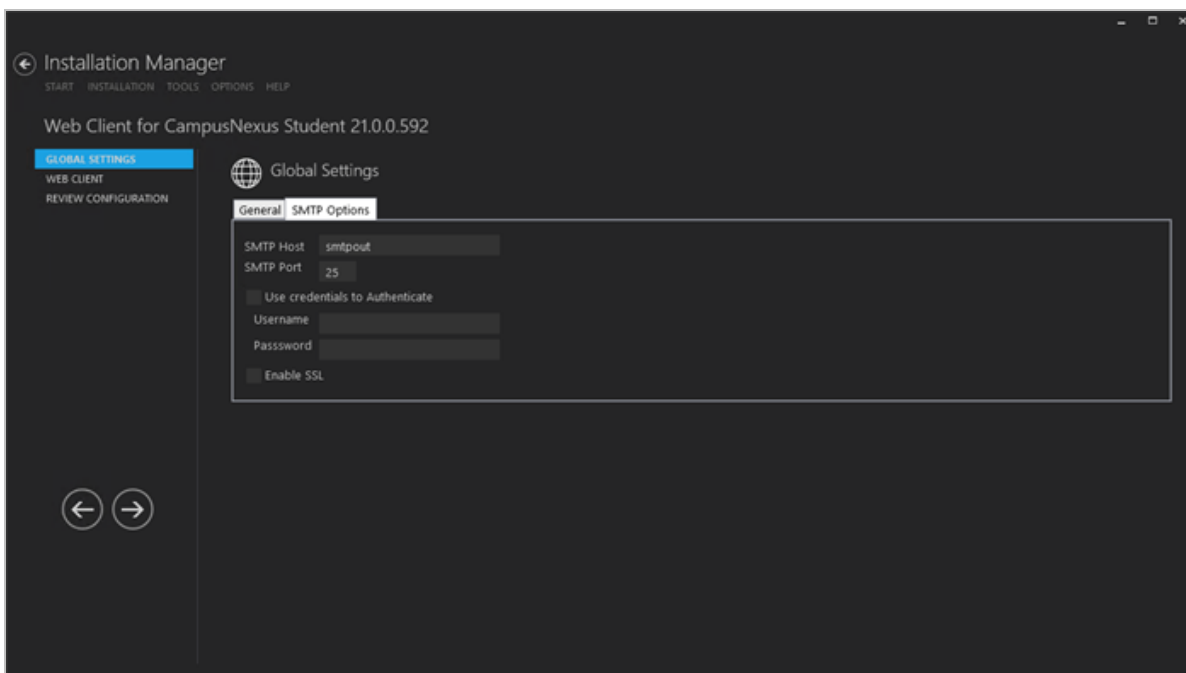 Installation Manager
START INSTALLATION TOOLS OPTIONS HELP
Web Client for CampusNexus Student 21.0.0.592
GLOBAL SETTINGS
WEB CLIENT
REVIEW CONFIGURATION
Global Settings
General SMTP Options
SMTP Host smtpout
SMTP Port 25
Use credentials to Authenticate
Username
Passsword
Enable SSL